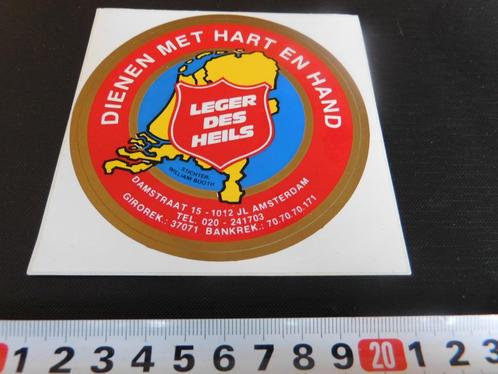 DIENEN MET HART EN HAND
LEGER
DES
HEILS
STICHTER:
WILLIAM BOOTH
DAMSTRAAT 15 - 1012 JL AMSTERDAM
TEL. 020 - 241703
GIROREK.: 37071 BANKREK.: 70.70.70.171
1 2 3 4 5 6 7 8 9 20 1 2 3